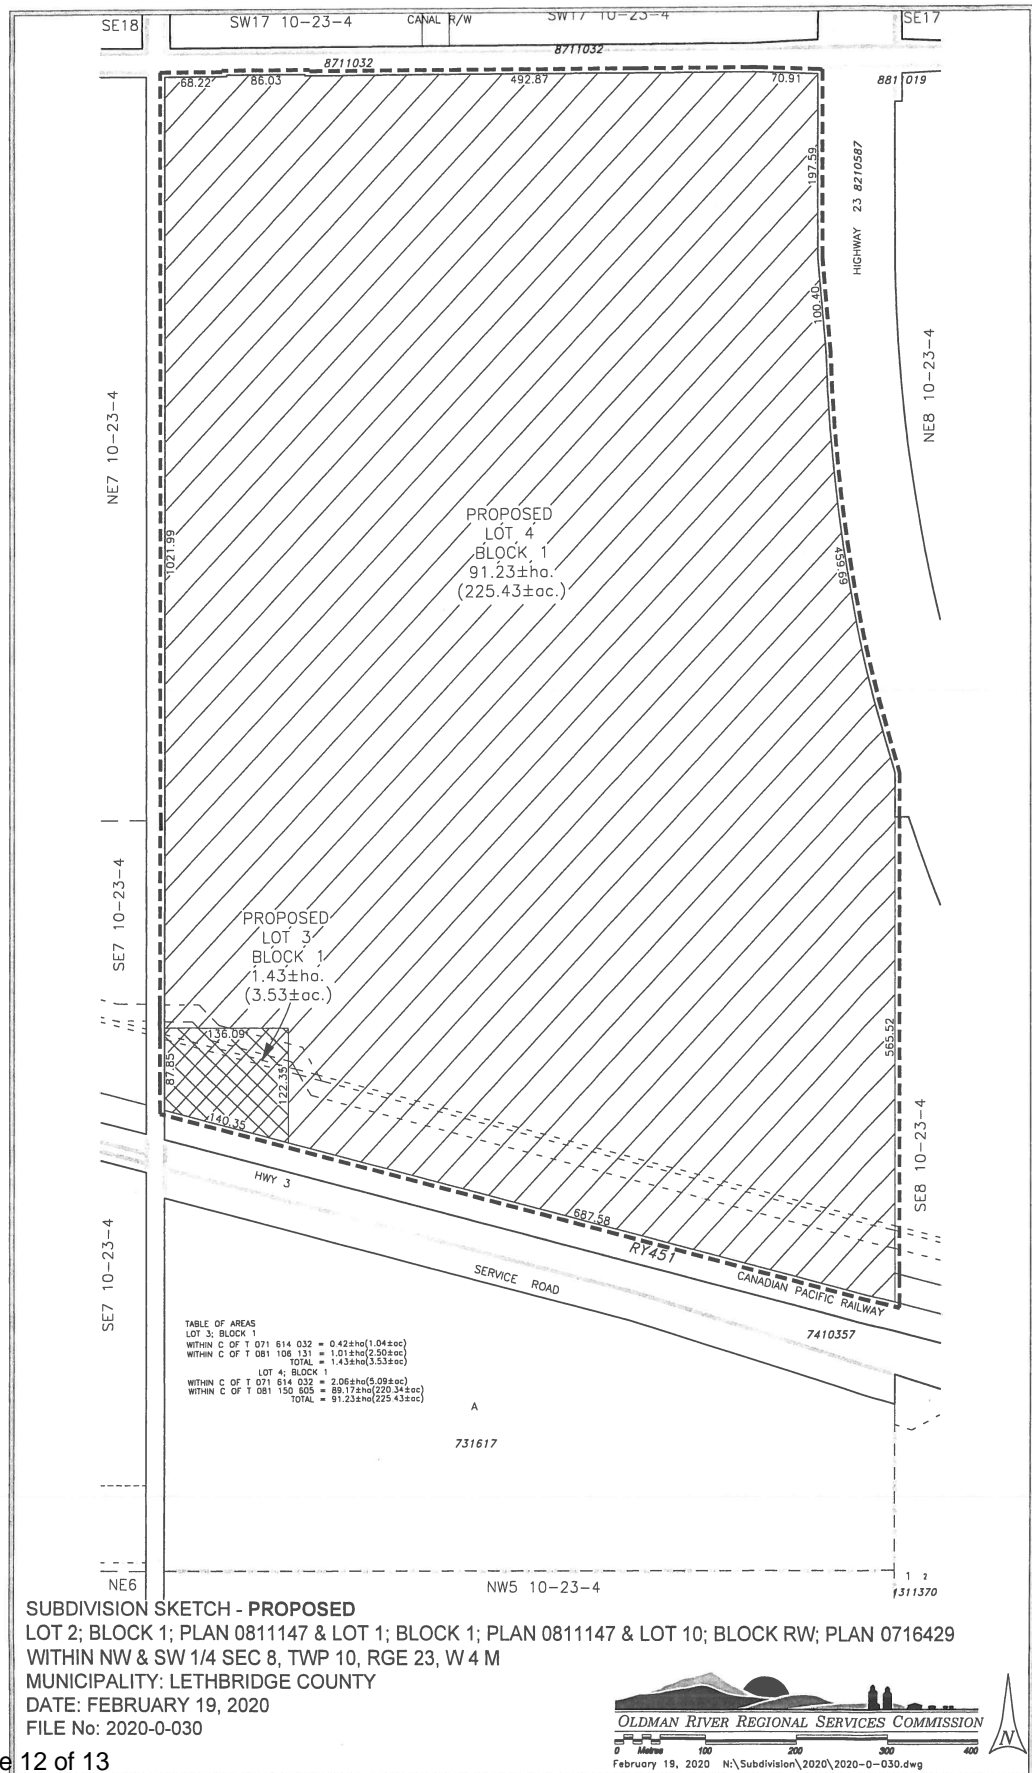 SE18
SW17 10-23-4
CANAL R/W
SW17 10-23-4
SE17
8711032
8711032
68.22
86.03
492.87
70.91
8811019
197.59
HIGHWAY 23 8210587
100.40
NE8 10-23-4
NE7 10-23-4
1021.99
PROPOSED
LOT 4
BLOCK 1
91.23±ha.
(225.43±ac.)
459.69
SE7 10-23-4
PROPOSED
LOT 3
BLOCK 1
1.43±ha.
(3.53±ac.)
136.09
87.85
122.35
140.35
565.52
SE8 10-23-4
HWY 3
687.58
RY451
CANADIAN PACIFIC RAILWAY
SERVICE ROAD
7410357
SE7 10-23-4
TABLE OF AREAS
LOT 3; BLOCK 1
WITHIN C OF T 071 614 032 = 0.42±ha(1.04±ac)
WITHIN C OF T 081 106 131 = 1.01±ha(2.50±ac)
TOTAL = 1.43±ha(3.53±ac)
LOT 4; BLOCK 1
WITHIN C OF T 071 614 032 = 2.06±ha(5.09±ac)
WITHIN C OF T 081 150 605 = 89.17±ha(220.34±ac)
TOTAL = 91.23±ha(225.43±ac)
A
731617
NE6
NW5 10-23-4
1 2
1311370
SUBDIVISION SKETCH - PROPOSED
LOT 2; BLOCK 1; PLAN 0811147 & LOT 1; BLOCK 1; PLAN 0811147 & LOT 10; BLOCK RW; PLAN 0716429
WITHIN NW & SW 1/4 SEC 8, TWP 10, RGE 23, W 4 M
MUNICIPALITY: LETHBRIDGE COUNTY
DATE: FEBRUARY 19, 2020
FILE No: 2020-0-030
OLDMAN RIVER REGIONAL SERVICES COMMISSION
0 Metres 100 200 300 400
February 19, 2020 N:\Subdivision\2020\2020-0-030.dwg
N
e 12 of 13